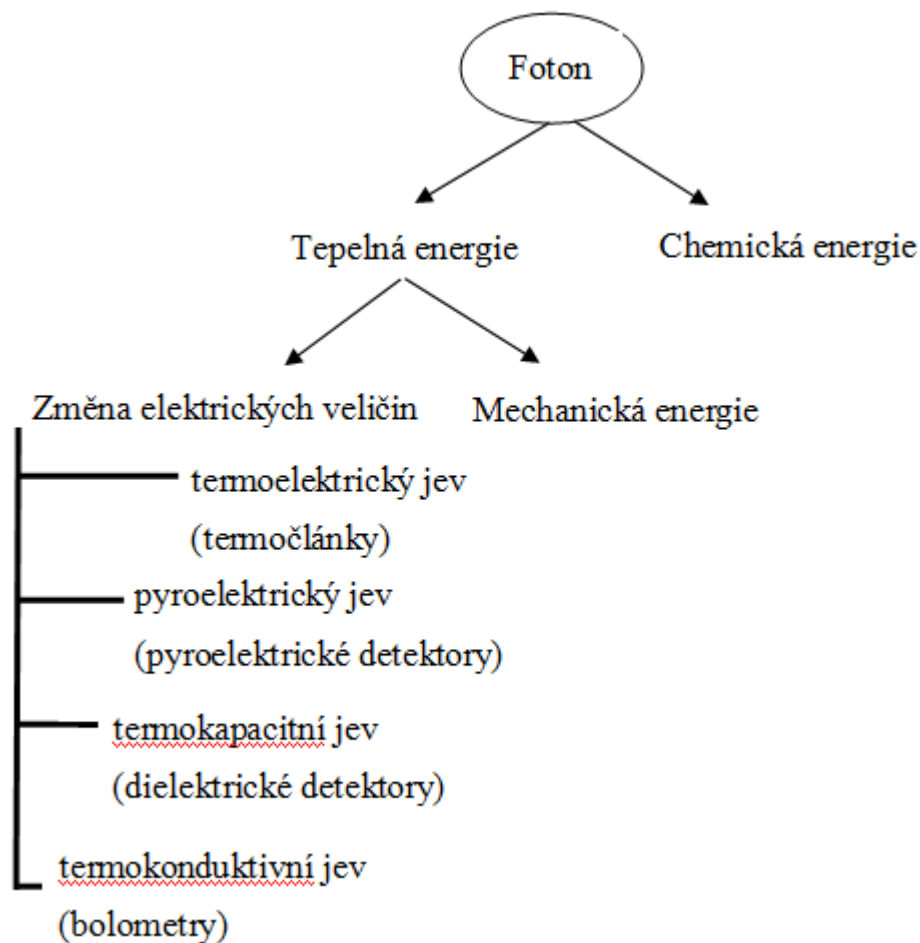 Foton
Tepelná energie
Chemická energie
Změna elektrických veličin
Mechanická energie
termoelektrický jev
(termočlánky)
pyroelektrický jev
(pyroelektrické detektory)
termokapacitní jev
(dielektrické detektory)
termokonduktivní jev
(bolometry)